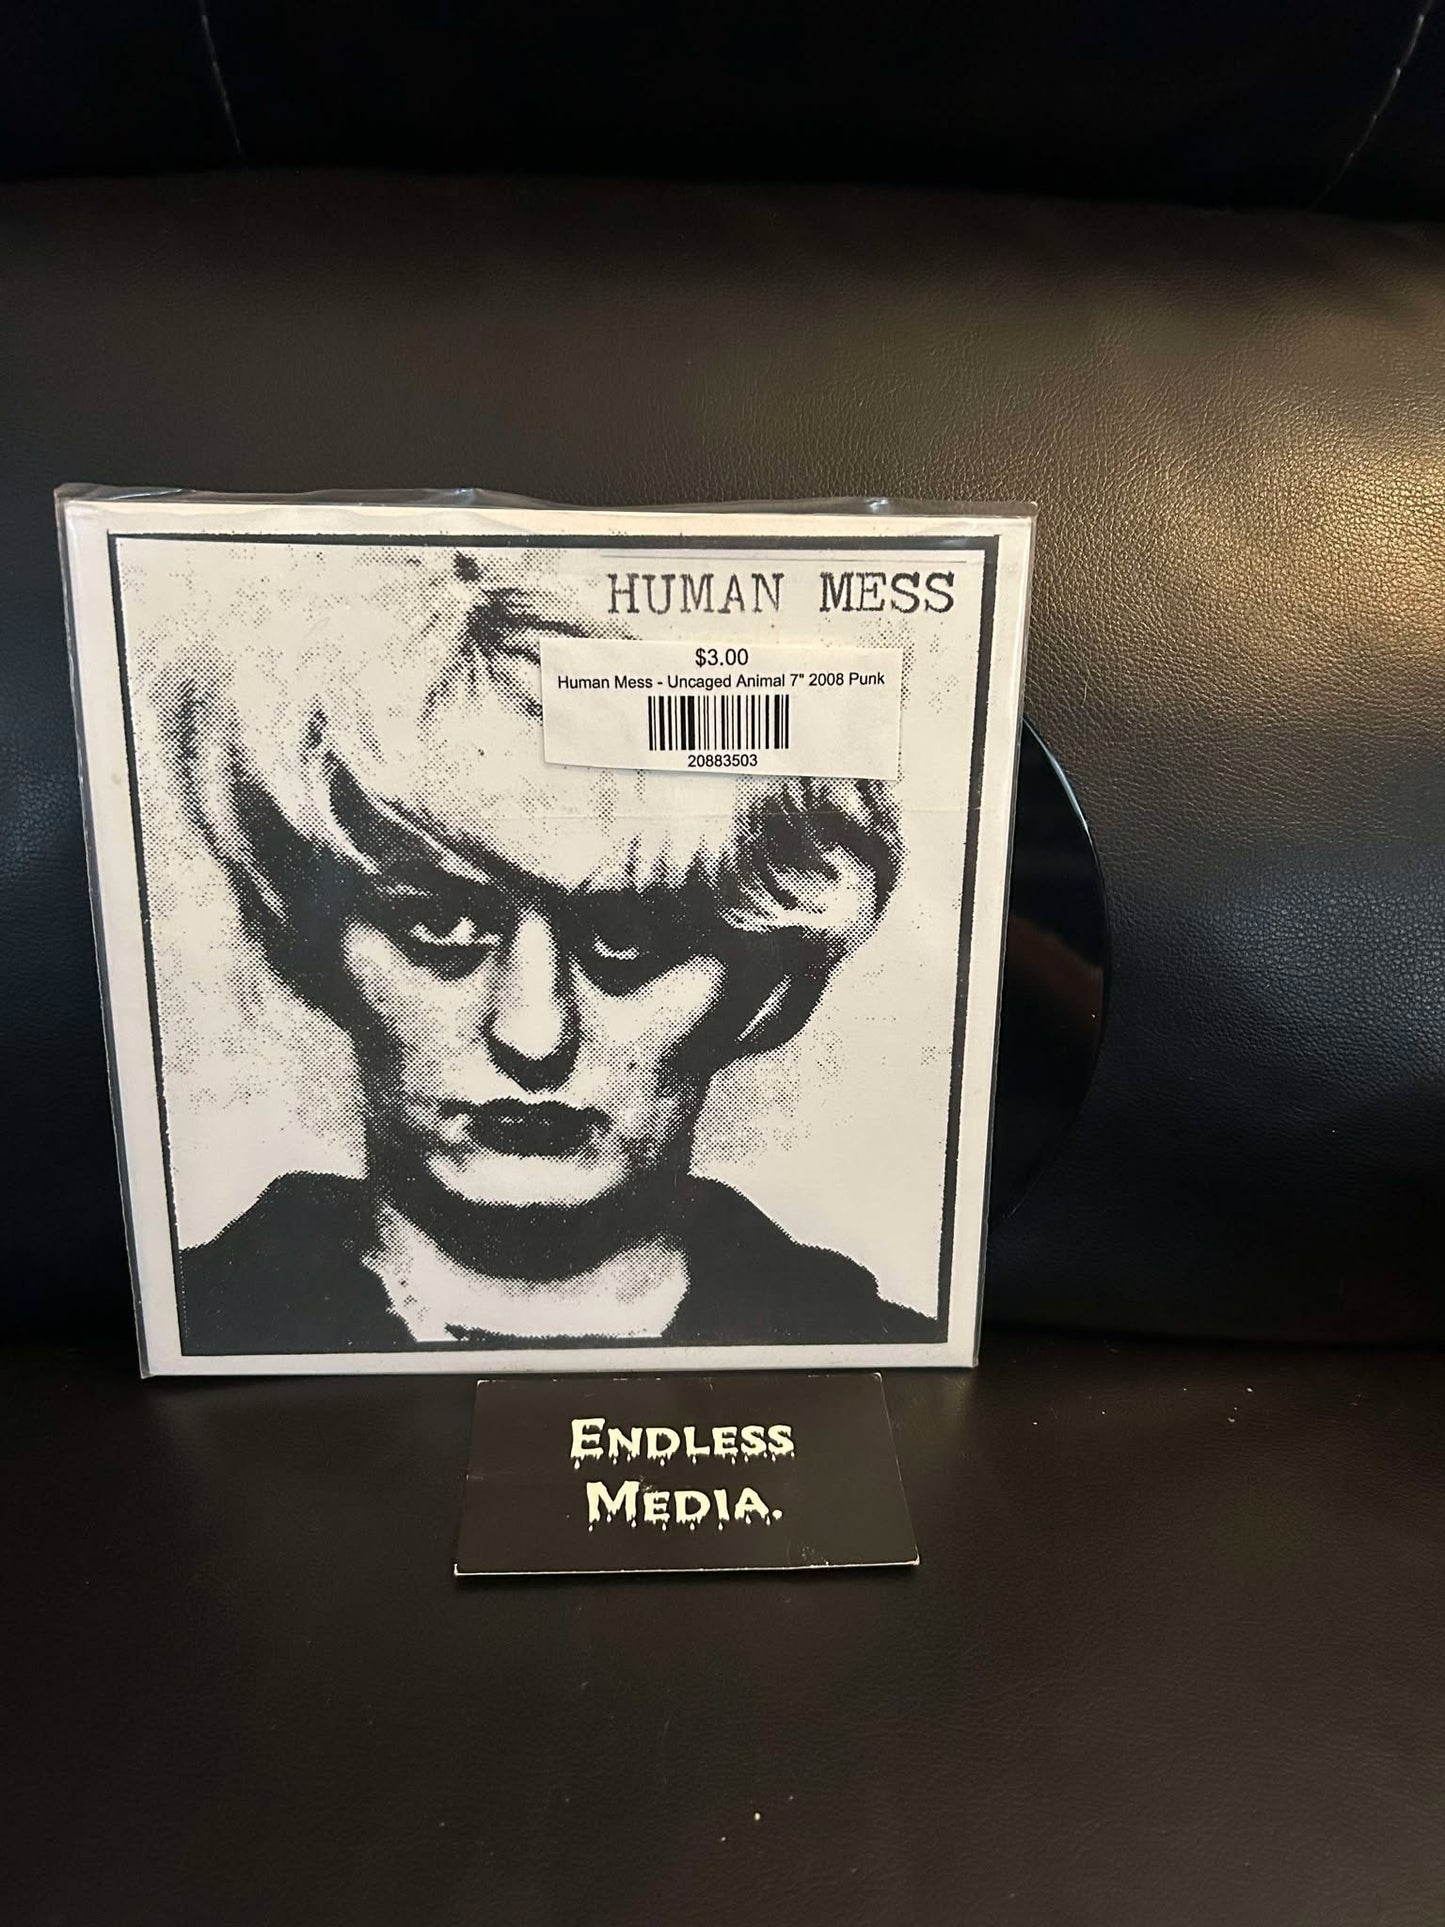 HUMAN MESS
$3.00
Human Mess - Uncaged Animal 7" 2008 Punk
20883503
ENDLESS
MEDIA.